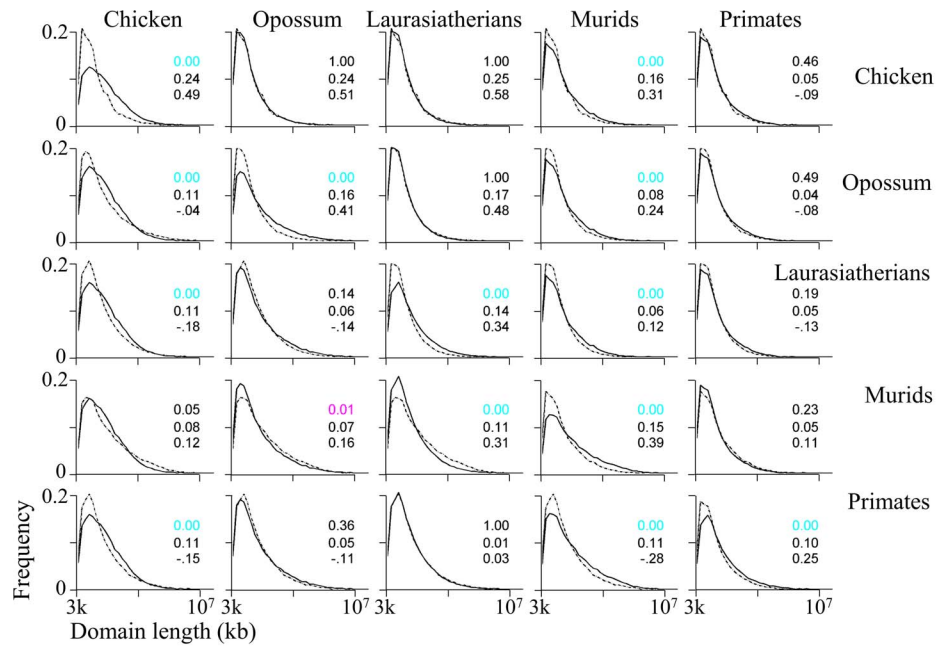 Chicken Opossum Laurasiatherians Murids Primates
0.2
0.00 1.00 1.00 0.00 0.46
0.24 0.24 0.25 0.16 0.05
0.49 0.51 0.58 0.31 -.09
Chicken
0
0.2
0.00 0.00 1.00 0.00 0.49
0.11 0.16 0.17 0.08 0.04
-.04 0.41 0.48 0.24 -.08
Opossum
0
0.2
Laurasiatherians
0.00 0.14 0.00 0.00 0.19
0.11 0.06 0.14 0.06 0.05
-.18 -.14 0.34 0.12 -.13
0
0.2
Murids
0.05 0.01 0.00 0.00 0.23
0.08 0.07 0.11 0.15 0.05
0.12 0.16 0.31 0.39 0.11
0
0.2
Primates
0.00 0.36 1.00 0.00 0.00
0.11 0.05 0.01 0.11 0.10
-.15 -.11 0.03 -.28 0.25
0
Frequency
3k 10⁷ 3k 10⁷ 3k 10⁷ 3k 10⁷ 3k 10⁷
Domain length (kb)